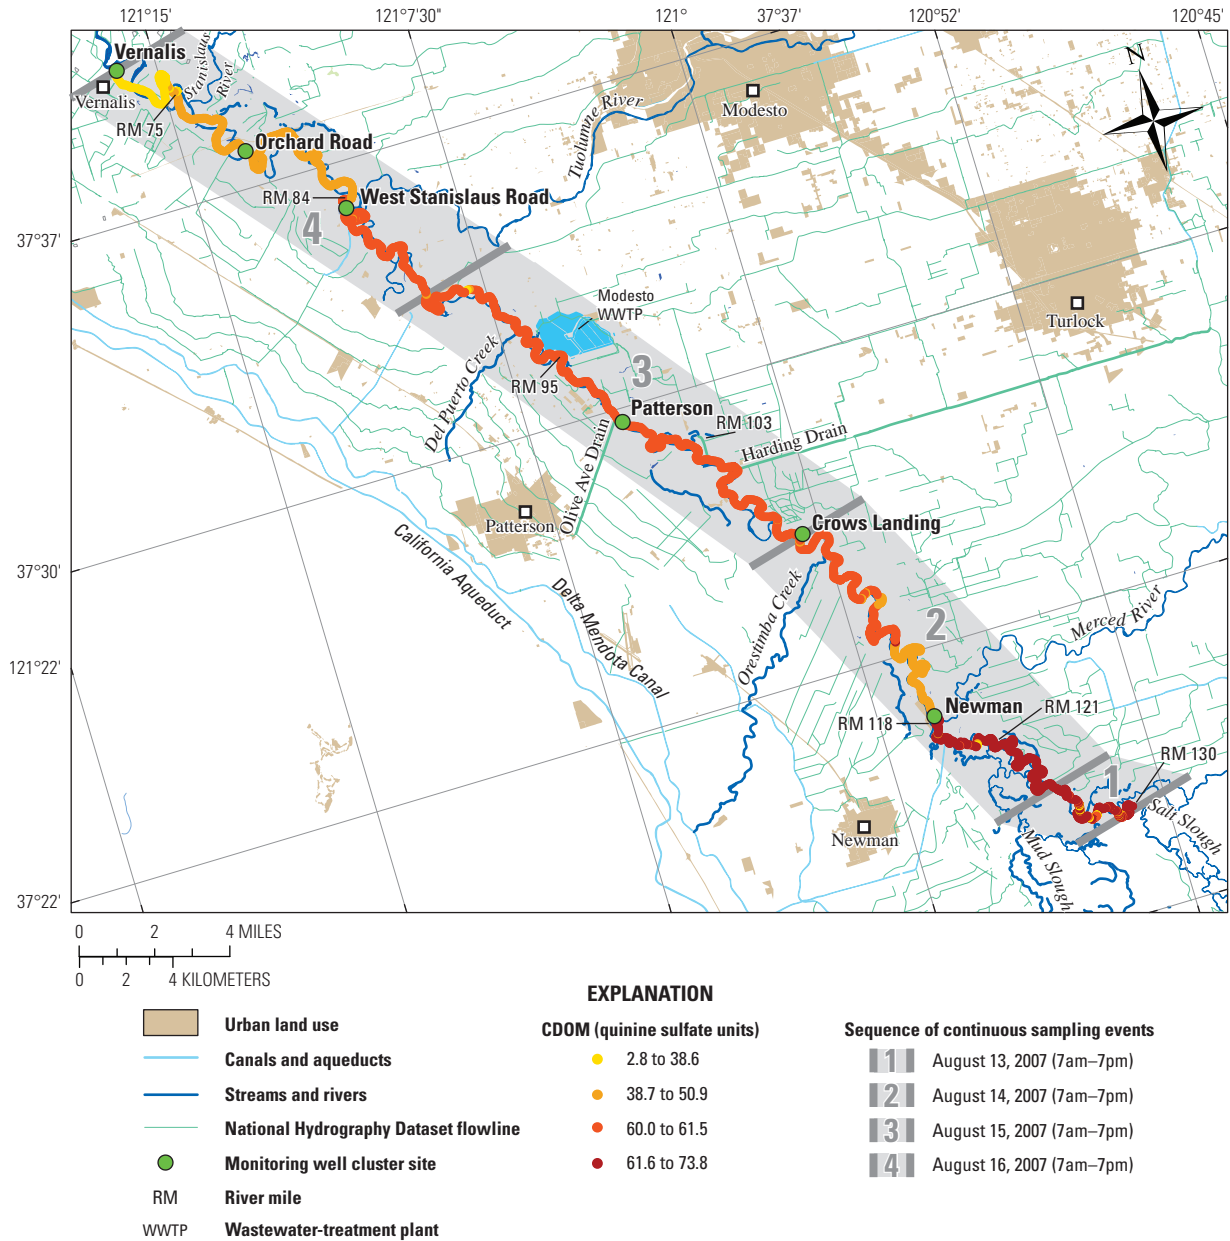 121°15'
121°7'30"
121°
37°37'
120°52'
120°45'
Vernalis
Vernalis
Stanislaus
River
RM 75
Orchard Road
RM 84
West Stanislaus Road
4
Tuolumne River
Modesto
N
37°37'
Modesto
WWTP
Turlock
Del Puerto Creek
RM 95
3
Patterson
RM 103
Harding Drain
Olive Ave Drain
Patterson
Crows Landing
California Aqueduct
Delta Mendota Canal
Orestimba Creek
37°30'
2
Merced River
121°22'
Newman
RM 118
RM 121
RM 130
1
Salt Slough
Mud Slough
Newman
37°22'
0 2 4 MILES
0 2 4 KILOMETERS
EXPLANATION
Urban land use
Canals and aqueducts
Streams and rivers
National Hydrography Dataset flowline
Monitoring well cluster site
RM River mile
WWTP Wastewater-treatment plant
CDOM (quinine sulfate units)
2.8 to 38.6
38.7 to 50.9
60.0 to 61.5
61.6 to 73.8
Sequence of continuous sampling events
1 August 13, 2007 (7am–7pm)
2 August 14, 2007 (7am–7pm)
3 August 15, 2007 (7am–7pm)
4 August 16, 2007 (7am–7pm)